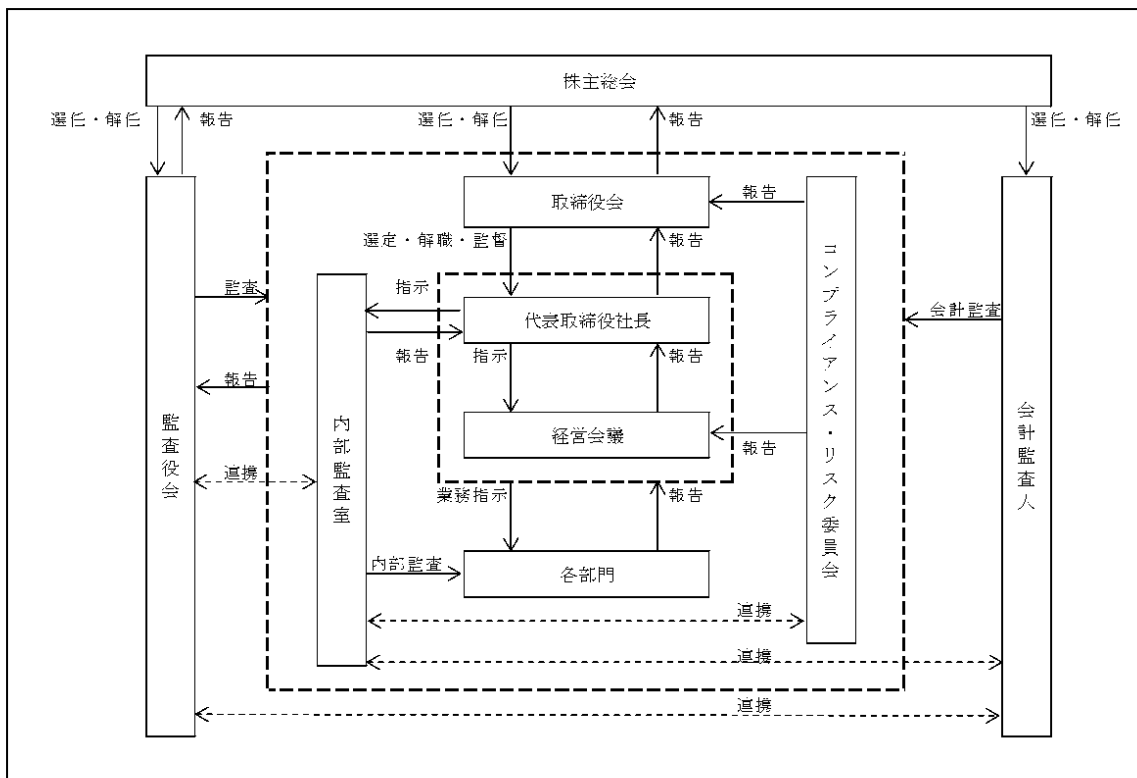 株主総会
選任・解任
報告
選任・解任
報告
選任・解任
取締役会
報告
選定・解職・監督
報告
監査
指示
代表取締役社長
会計監査
報告
指示
報告
報告
経営会議
報告
連携
業務指示
報告
監査役会
内部監査室
コンプライアンス・リスク委員会
会計監査人
内部監査
各部門
連携
連携
連携